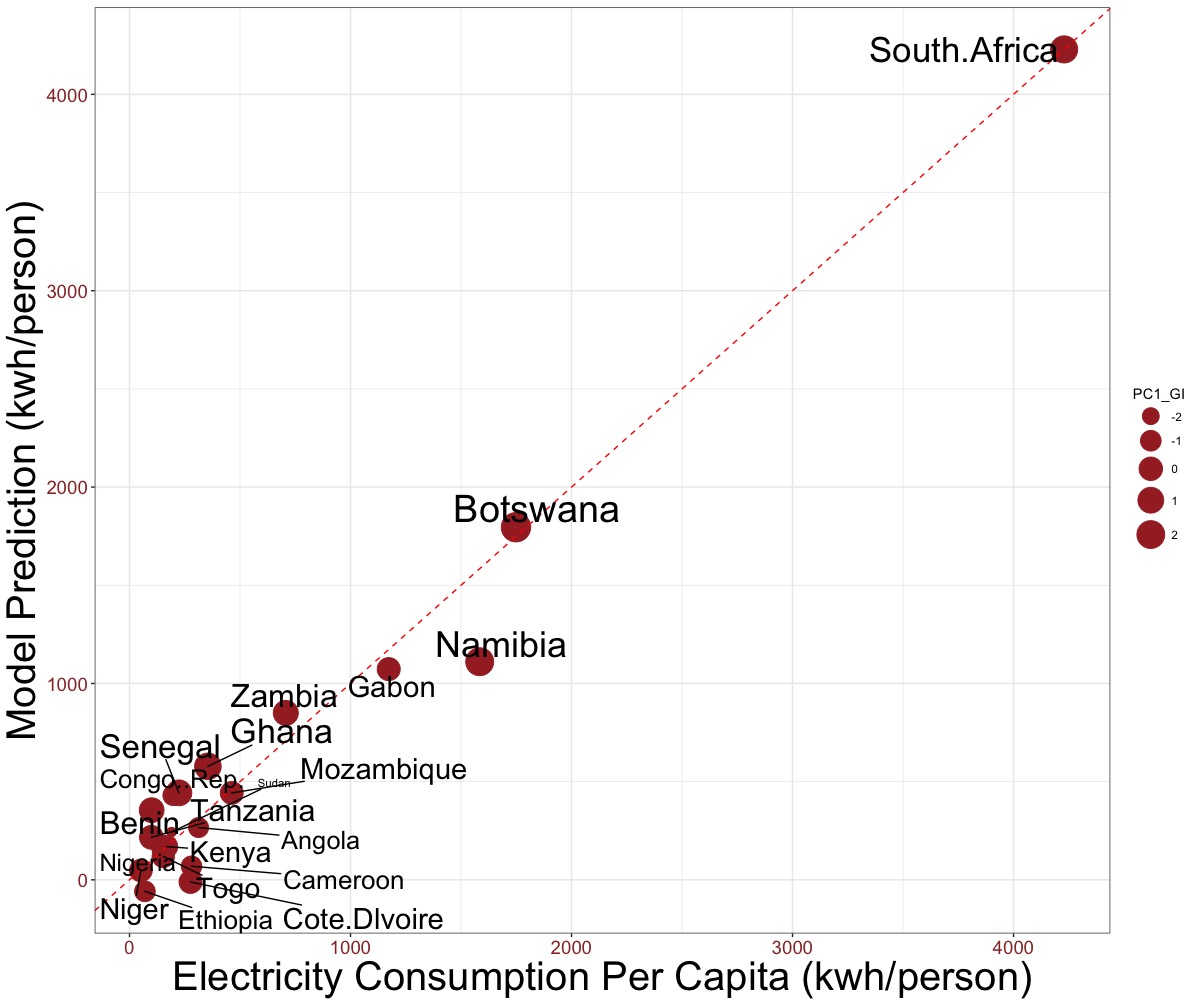 South.Africa
4000
3000
Model Prediction (kwh/person)
PC1_GI
-2
-1
0
1
2
2000
Botswana
Namibia
1000
Gabon
Zambia
Ghana
Senegal
Mozambique
Congo..Rep.
Sudan
Tanzania
Benin
Angola
Kenya
Nigeria
Cameroon
0
Togo
Niger
Ethiopia
Cote.DIvoire
0
1000
2000
3000
4000
Electricity Consumption Per Capita (kwh/person)